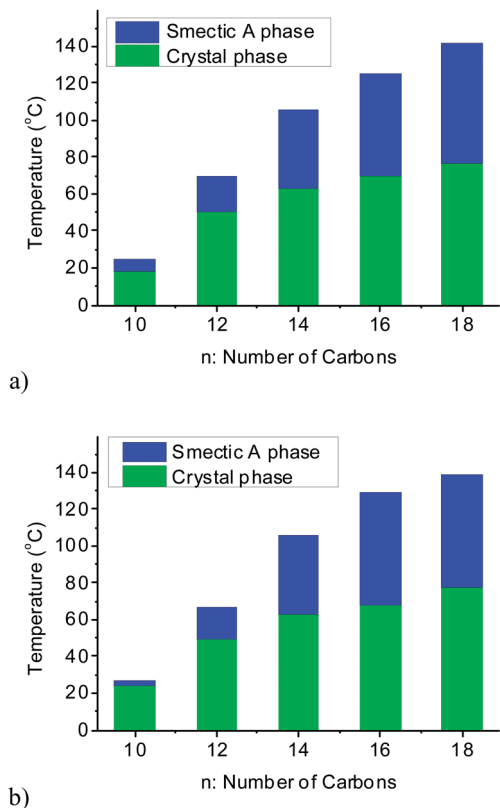 Smectic A phase
Crystal phase
Temperature (°C)
140
120
100
80
60
40
20
0
10 12 14 16 18
n: Number of Carbons
a)
Smectic A phase
Crystal phase
Temperature (°C)
140
120
100
80
60
40
20
0
10 12 14 16 18
n: Number of Carbons
b)